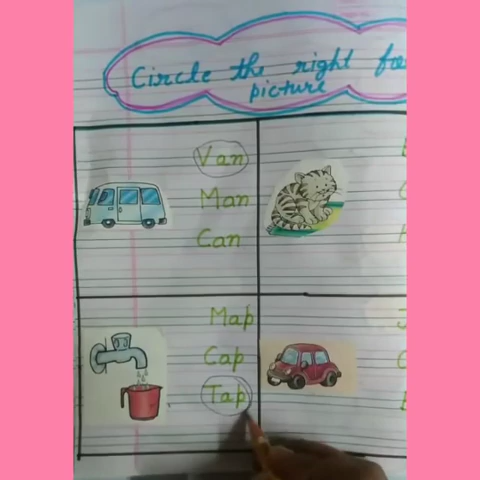 Circle the right
picture
Van
Man
Can
Map
Cap
Tap